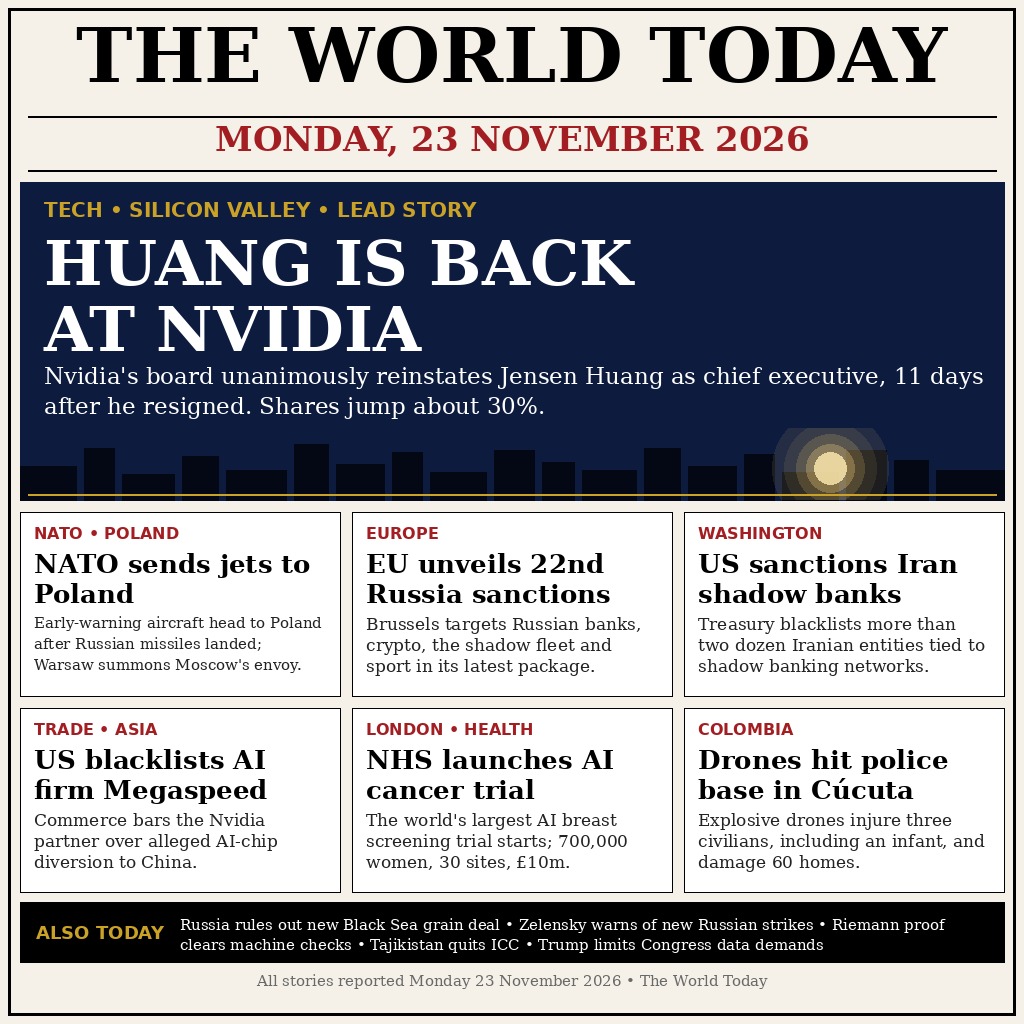 THE WORLD TODAY
MONDAY, 23 NOVEMBER 2026
TECH • SILICON VALLEY • LEAD STORY
HUANG IS BACK
AT NVIDIA
Nvidia's board unanimously reinstates Jensen Huang as chief executive, 11 days
after he resigned. Shares jump about 30%.
NATO • POLAND
NATO sends jets to
Poland
Early-warning aircraft head to Poland
after Russian missiles landed;
Warsaw summons Moscow's envoy.
EUROPE
EU unveils 22nd
Russia sanctions
Brussels targets Russian banks,
crypto, the shadow fleet and
sport in its latest package.
WASHINGTON
US sanctions Iran
shadow banks
Treasury blacklists more than
two dozen Iranian entities tied to
shadow banking networks.
TRADE • ASIA
US blacklists AI
firm Megaspeed
Commerce bars the Nvidia
partner over alleged AI-chip
diversion to China.
LONDON • HEALTH
NHS launches AI
cancer trial
The world's largest AI breast
screening trial starts; 700,000
women, 30 sites, £10m.
COLOMBIA
Drones hit police
base in Cúcuta
Explosive drones injure three
civilians, including an infant, and
damage 60 homes.
ALSO TODAY
Russia rules out new Black Sea grain deal • Zelensky warns of new Russian strikes • Riemann proof
clears machine checks • Tajikistan quits ICC • Trump limits Congress data demands
All stories reported Monday 23 November 2026 • The World Today